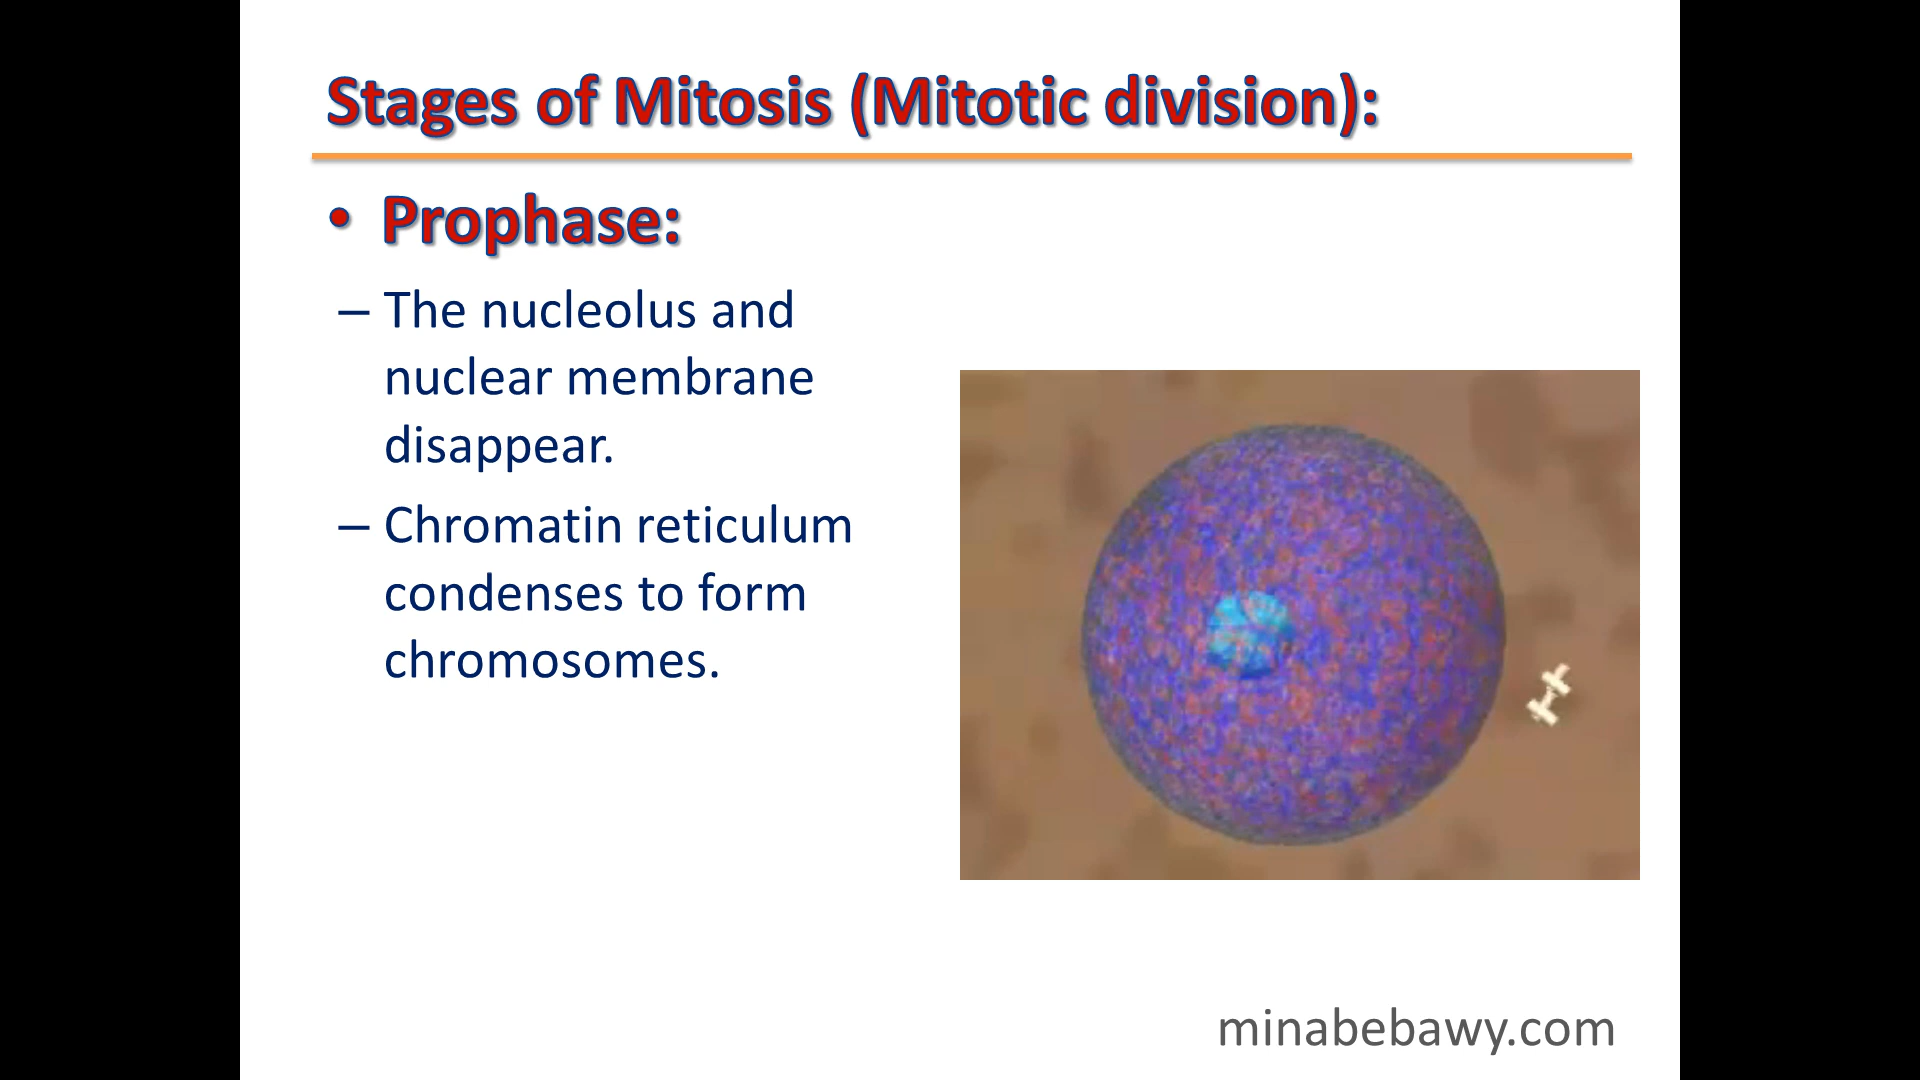 Stages of Mitosis (Mitotic division):
• Prophase:
– The nucleolus and
nuclear membrane
disappear.
– Chromatin reticulum
condenses to form
chromosomes.
minabebawy.com